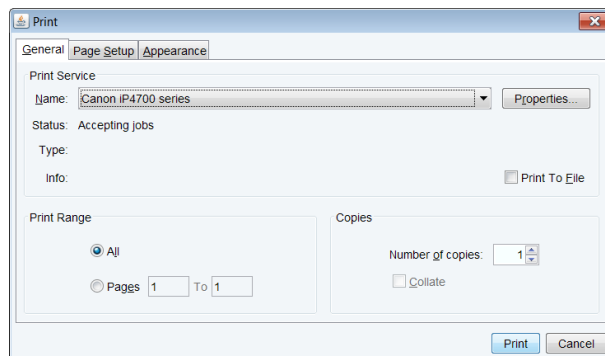 Print
General Page Setup Appearance
Print Service
Name: Canon iP4700 series Properties...
Status: Accepting jobs
Type:
Info: Print To File
Print Range Copies
All Number of copies: 1
Pages 1 To 1 Collate
Print Cancel